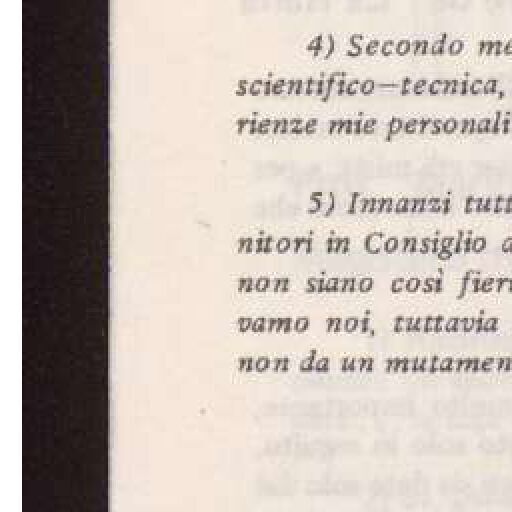 4) Secondo me
scientifico—tecnica,
rienze mie personali
5) Innanzi tutt
nitori in Consiglio d
non siano così fier
vamo noi, tuttavia
non da un mutamen